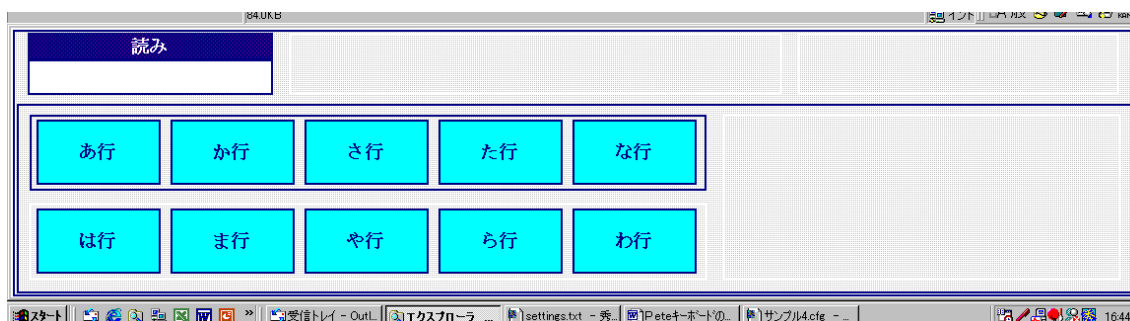 84.0KB
読み
あ行 か行 さ行 た行 な行
は行 ま行 や行 ら行 わ行
スタート » 受信トレイ - Outl... エクスプローラ ... settings.txt - 秀... Peteキーボードの... サンプル4.cfg - ... 16:44